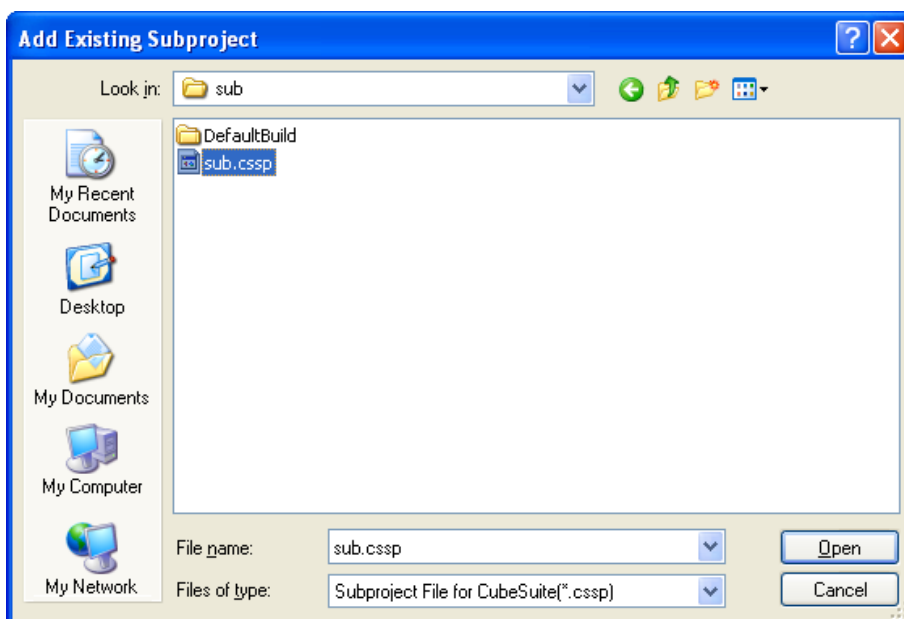 Add Existing Subproject
Look in:
sub
DefaultBuild
sub.cssp
My Recent
Documents
Desktop
My Documents
My Computer
My Network
File name:
sub.cssp
Open
Files of type:
Subproject File for CubeSuite(*.cssp)
Cancel